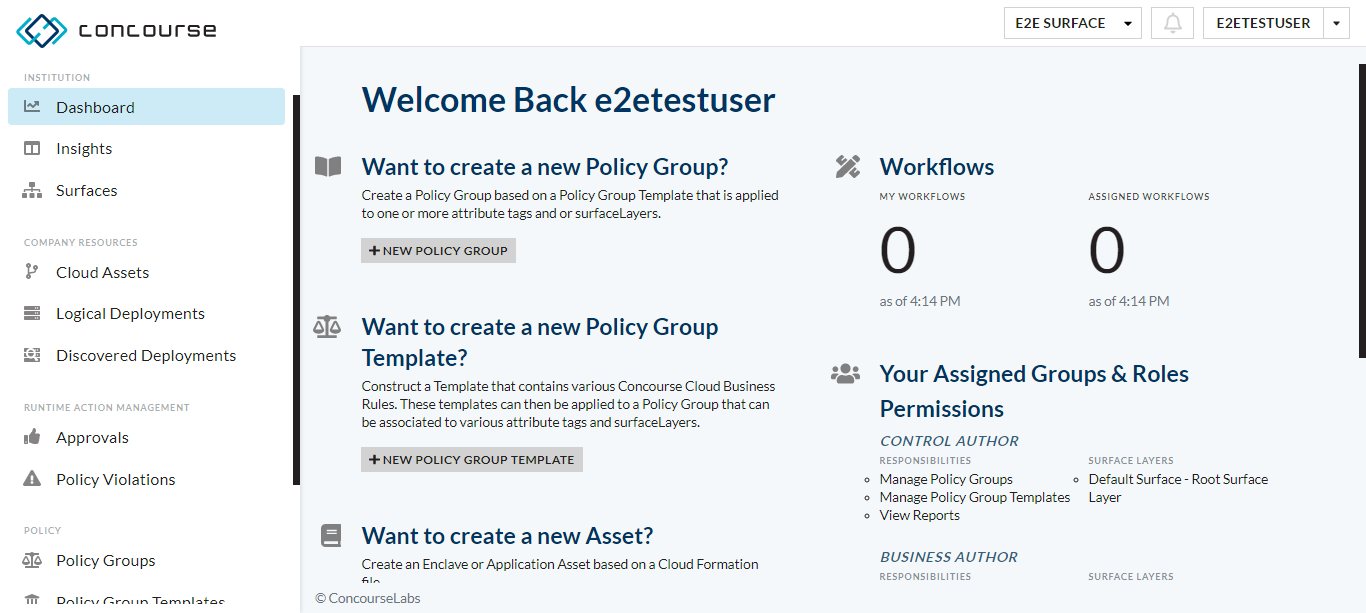 concourse
E2E SURFACE
E2ETESTUSER
INSTITUTION
Dashboard
Insights
Surfaces
COMPANY RESOURCES
Cloud Assets
Logical Deployments
Discovered Deployments
RUNTIME ACTION MANAGEMENT
Approvals
Policy Violations
POLICY
Policy Groups
Policy Group Templates
Welcome Back e2etestuser
Want to create a new Policy Group?
Create a Policy Group based on a Policy Group Template that is applied
to one or more attribute tags and or surfaceLayers.
NEW POLICY GROUP
Want to create a new Policy Group
Template?
Construct a Template that contains various Concourse Cloud Business
Rules. These templates can then be applied to a Policy Group that can
be associated to various attribute tags and surfaceLayers.
NEW POLICY GROUP TEMPLATE
Want to create a new Asset?
Create an Enclave or Application Asset based on a Cloud Formation
file
© ConcourseLabs
Workflows
MY WORKFLOWS
0
as of 4:14 PM
ASSIGNED WORKFLOWS
0
as of 4:14 PM
Your Assigned Groups & Roles
Permissions
CONTROL AUTHOR
RESPONSIBILITIES
Manage Policy Groups
Manage Policy Group Templates
View Reports
SURFACE LAYERS
Default Surface - Root Surface
Layer
BUSINESS AUTHOR
RESPONSIBILITIES
SURFACE LAYERS